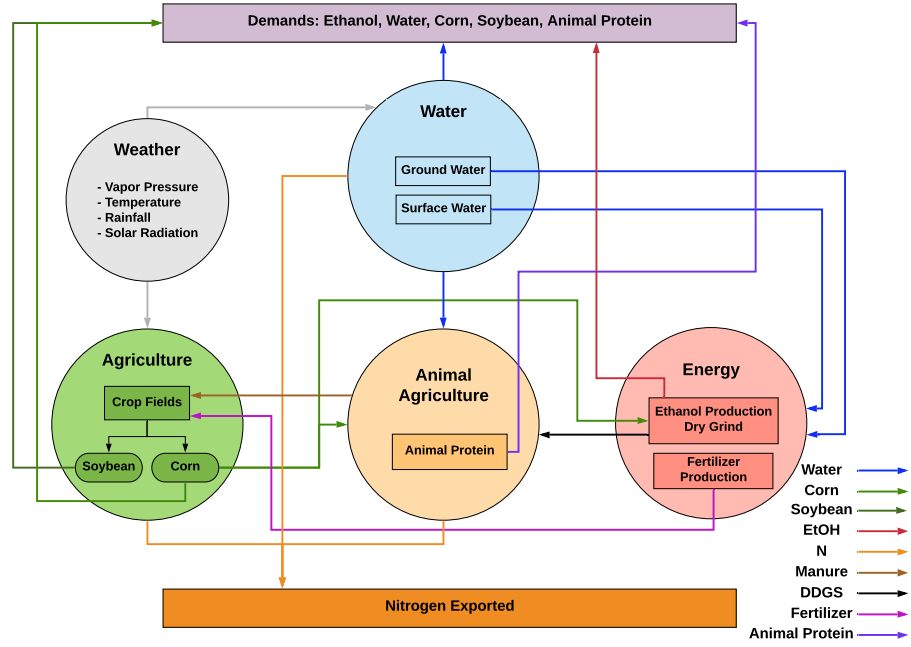 Demands: Ethanol, Water, Corn, Soybean, Animal Protein
Water
Ground Water
Surface Water
Weather
- Vapor Pressure
- Temperature
- Rainfall
- Solar Radiation
Agriculture
Crop Fields
Soybean
Corn
Animal
Agriculture
Animal Protein
Energy
Ethanol Production
Dry Grind
Fertilizer
Production
Water
Corn
Soybean
EtOH
N
Manure
DDGS
Fertilizer
Animal Protein
Nitrogen Exported